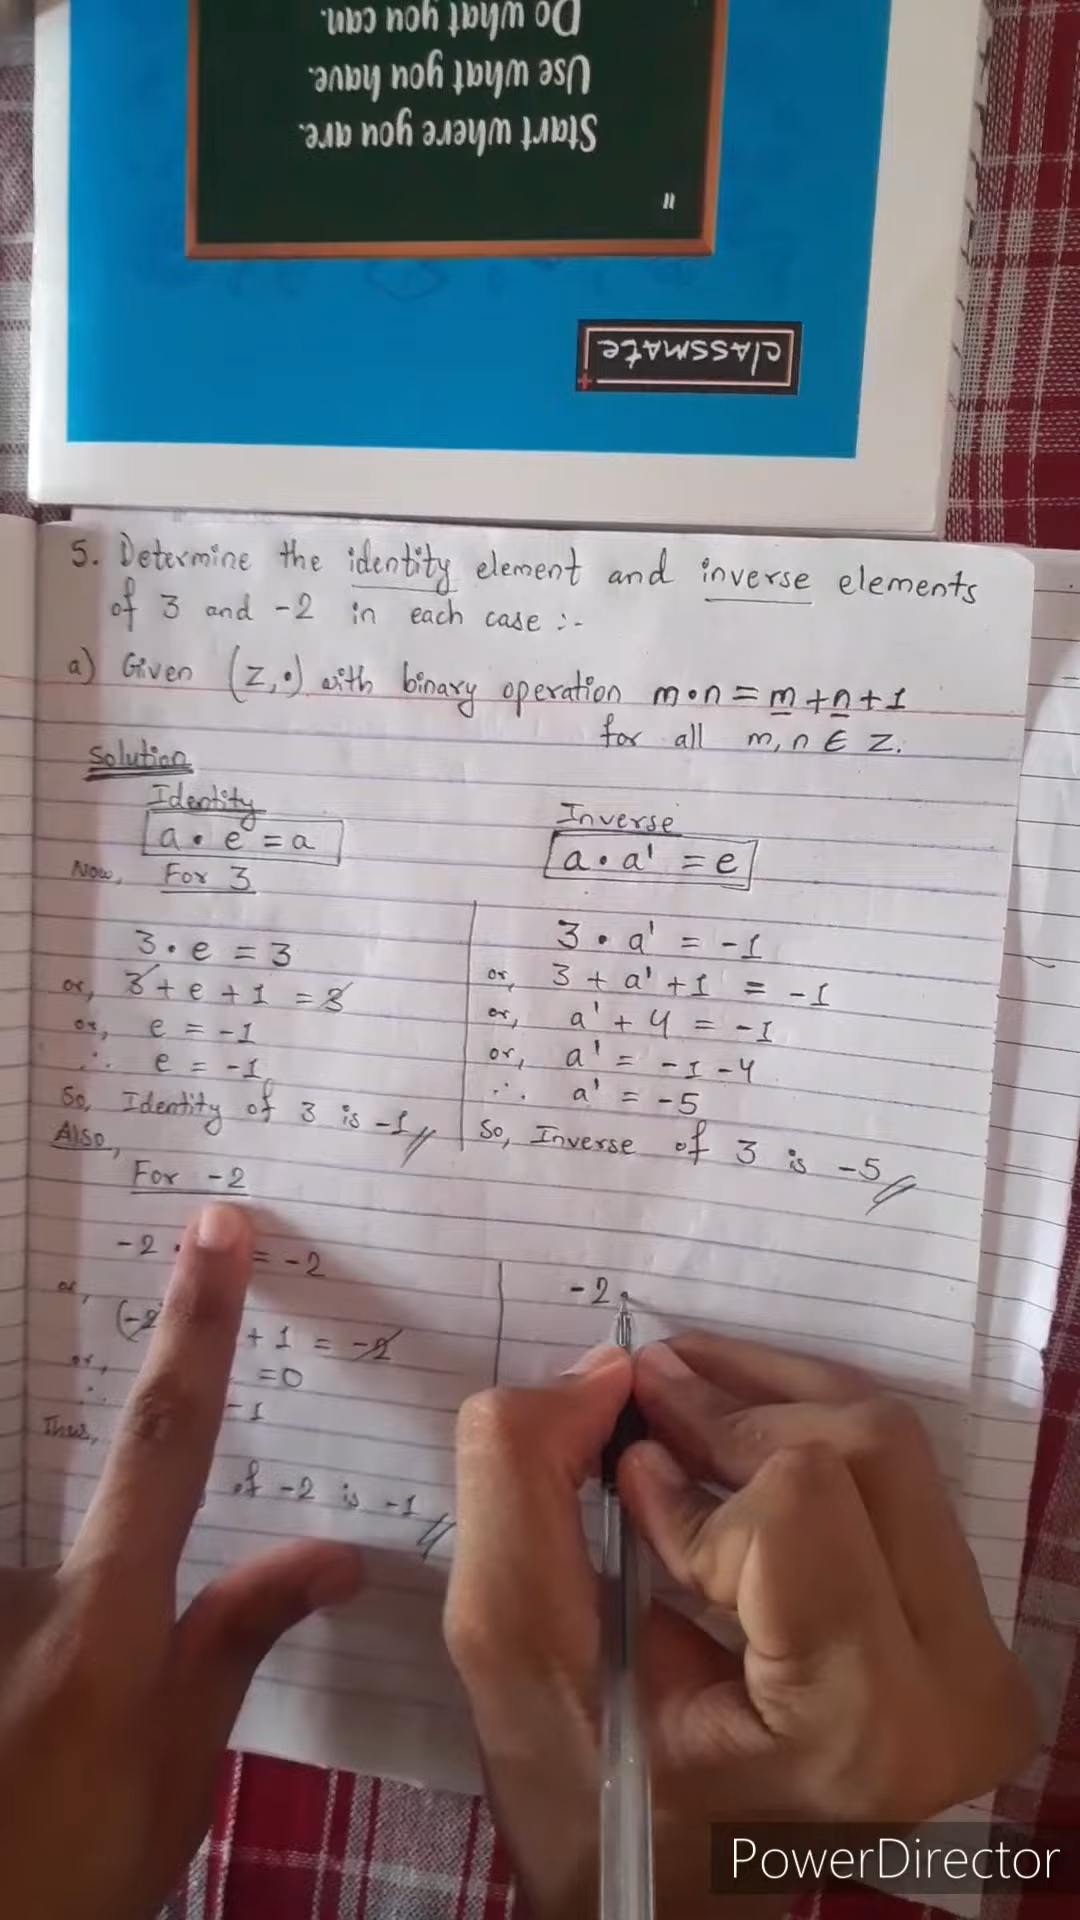 Do what you can.
Use what you have.
Start where you are.
"
classmate
5. Determine the identity element and inverse elements
of 3 and -2 in each case :-
a) Given (Z,•) with binary operation m•n = m+n+1
for all m, n ∈ Z.
Solution
Identity
a • e = a
Now, For 3
3 • e = 3
or, 3 + e + 1 = 3
or, e = -1
∴ e = -1
So, Identity of 3 is -1
Inverse
a • a' = e
3 • a' = -1
or, 3 + a' + 1 = -1
or, a' + 4 = -1
or, a' = -1 -4
∴ a' = -5
So, Inverse of 3 is -5
Also,
For -2
-2 • = -2
or, (-2 + 1 = -2
or, =0
∴ -1
Thus,
of -2 is -1
-2 •
PowerDirector